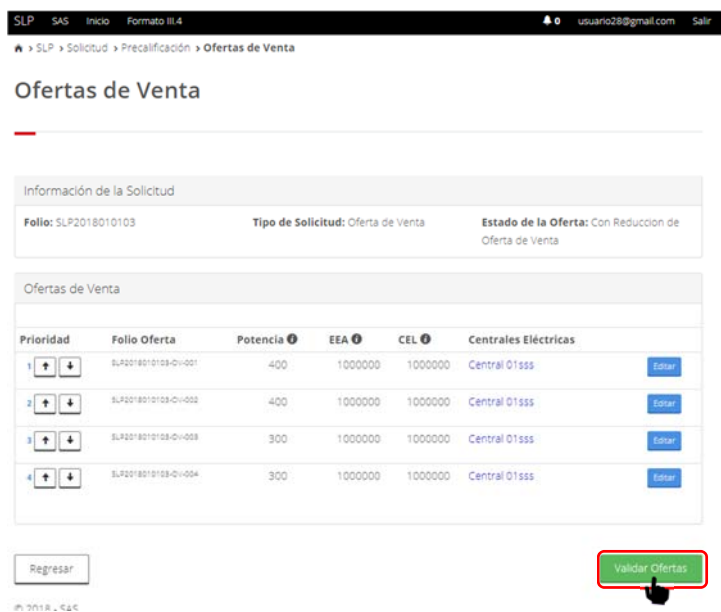 SLP SAS Inicio Formato III.4 0 usuario28@gmail.com Salir
> SLP > Solicitud > Precalificación > Ofertas de Venta
Ofertas de Venta
Información de la Solicitud
Folio: SLP2018010103 Tipo de Solicitud: Oferta de Venta Estado de la Oferta: Con Reduccion de
Oferta de Venta
Ofertas de Venta
Prioridad Folio Oferta Potencia EEA CEL Centrales Eléctricas
1 SLP2018010103-OV-001 400 1000000 1000000 Central 01sss Editar
2 SLP2018010103-OV-002 400 1000000 1000000 Central 01sss Editar
3 SLP2018010103-OV-003 300 1000000 1000000 Central 01sss Editar
4 SLP2018010103-OV-004 300 1000000 1000000 Central 01sss Editar
Regresar Validar Ofertas
© 2018 - SAS